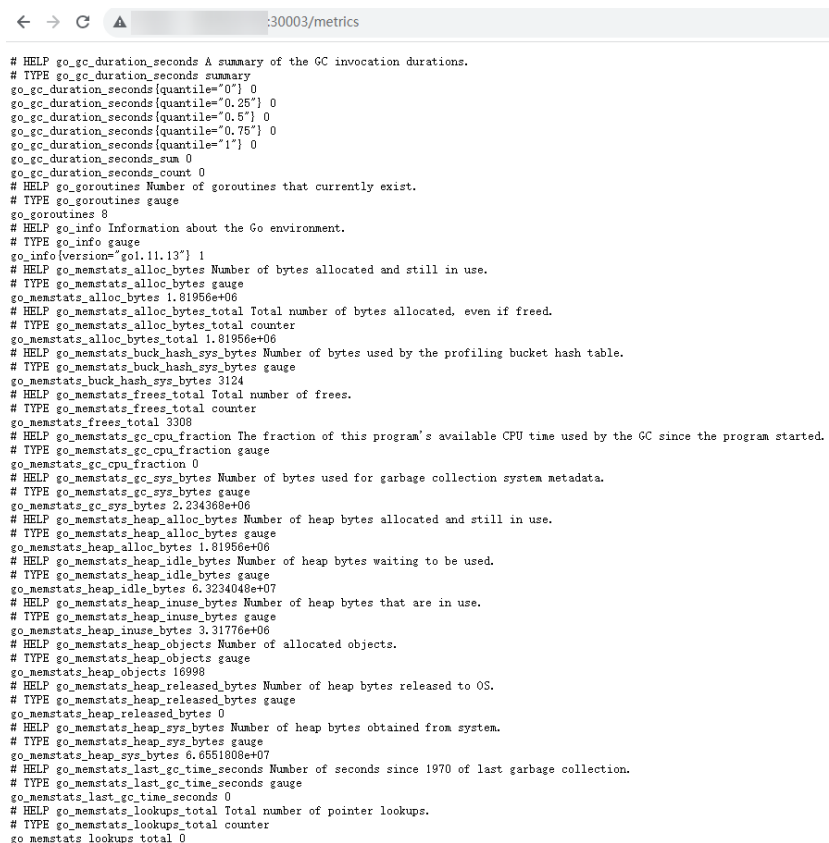 :30003/metrics
# HELP go_gc_duration_seconds A summary of the GC invocation durations.
# TYPE go_gc_duration_seconds summary
go_gc_duration_seconds{quantile="0"} 0
go_gc_duration_seconds{quantile="0.25"} 0
go_gc_duration_seconds{quantile="0.5"} 0
go_gc_duration_seconds{quantile="0.75"} 0
go_gc_duration_seconds{quantile="1"} 0
go_gc_duration_seconds_sum 0
go_gc_duration_seconds_count 0
# HELP go_goroutines Number of goroutines that currently exist.
# TYPE go_goroutines gauge
go_goroutines 8
# HELP go_info Information about the Go environment.
# TYPE go_info gauge
go_info{version="go1.11.13"} 1
# HELP go_memstats_alloc_bytes Number of bytes allocated and still in use.
# TYPE go_memstats_alloc_bytes gauge
go_memstats_alloc_bytes 1.81956e+06
# HELP go_memstats_alloc_bytes_total Total number of bytes allocated, even if freed.
# TYPE go_memstats_alloc_bytes_total counter
go_memstats_alloc_bytes_total 1.81956e+06
# HELP go_memstats_buck_hash_sys_bytes Number of bytes used by the profiling bucket hash table.
# TYPE go_memstats_buck_hash_sys_bytes gauge
go_memstats_buck_hash_sys_bytes 3124
# HELP go_memstats_frees_total Total number of frees.
# TYPE go_memstats_frees_total counter
go_memstats_frees_total 3308
# HELP go_memstats_gc_cpu_fraction The fraction of this program's available CPU time used by the GC since the program started.
# TYPE go_memstats_gc_cpu_fraction gauge
go_memstats_gc_cpu_fraction 0
# HELP go_memstats_gc_sys_bytes Number of bytes used for garbage collection system metadata.
# TYPE go_memstats_gc_sys_bytes gauge
go_memstats_gc_sys_bytes 2.234368e+06
# HELP go_memstats_heap_alloc_bytes Number of heap bytes allocated and still in use.
# TYPE go_memstats_heap_alloc_bytes gauge
go_memstats_heap_alloc_bytes 1.81956e+06
# HELP go_memstats_heap_idle_bytes Number of heap bytes waiting to be used.
# TYPE go_memstats_heap_idle_bytes gauge
go_memstats_heap_idle_bytes 6.3234048e+07
# HELP go_memstats_heap_inuse_bytes Number of heap bytes that are in use.
# TYPE go_memstats_heap_inuse_bytes gauge
go_memstats_heap_inuse_bytes 3.31776e+06
# HELP go_memstats_heap_objects Number of allocated objects.
# TYPE go_memstats_heap_objects gauge
go_memstats_heap_objects 16998
# HELP go_memstats_heap_released_bytes Number of heap bytes released to OS.
# TYPE go_memstats_heap_released_bytes gauge
go_memstats_heap_released_bytes 0
# HELP go_memstats_heap_sys_bytes Number of heap bytes obtained from system.
# TYPE go_memstats_heap_sys_bytes gauge
go_memstats_heap_sys_bytes 6.6551808e+07
# HELP go_memstats_last_gc_time_seconds Number of seconds since 1970 of last garbage collection.
# TYPE go_memstats_last_gc_time_seconds gauge
go_memstats_last_gc_time_seconds 0
# HELP go_memstats_lookups_total Total number of pointer lookups.
# TYPE go_memstats_lookups_total counter
go_memstats_lookups_total 0